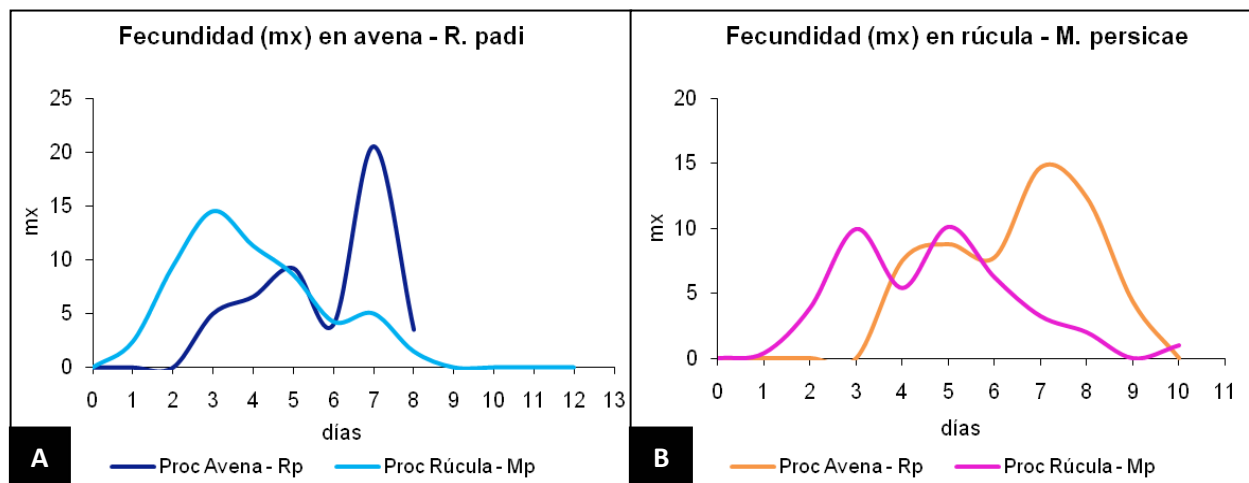 Fecundidad (mx) en avena - R. padi
25
20
15
10
5
0
mx
0 1 2 3 4 5 6 7 8 9 10 11 12 13
días
A
Proc Avena - Rp Proc Rúcula - Mp
Fecundidad (mx) en rúcula - M. persicae
20
15
10
5
0
mx
0 1 2 3 4 5 6 7 8 9 10 11
días
B
Proc Avena - Rp Proc Rúcula - Mp